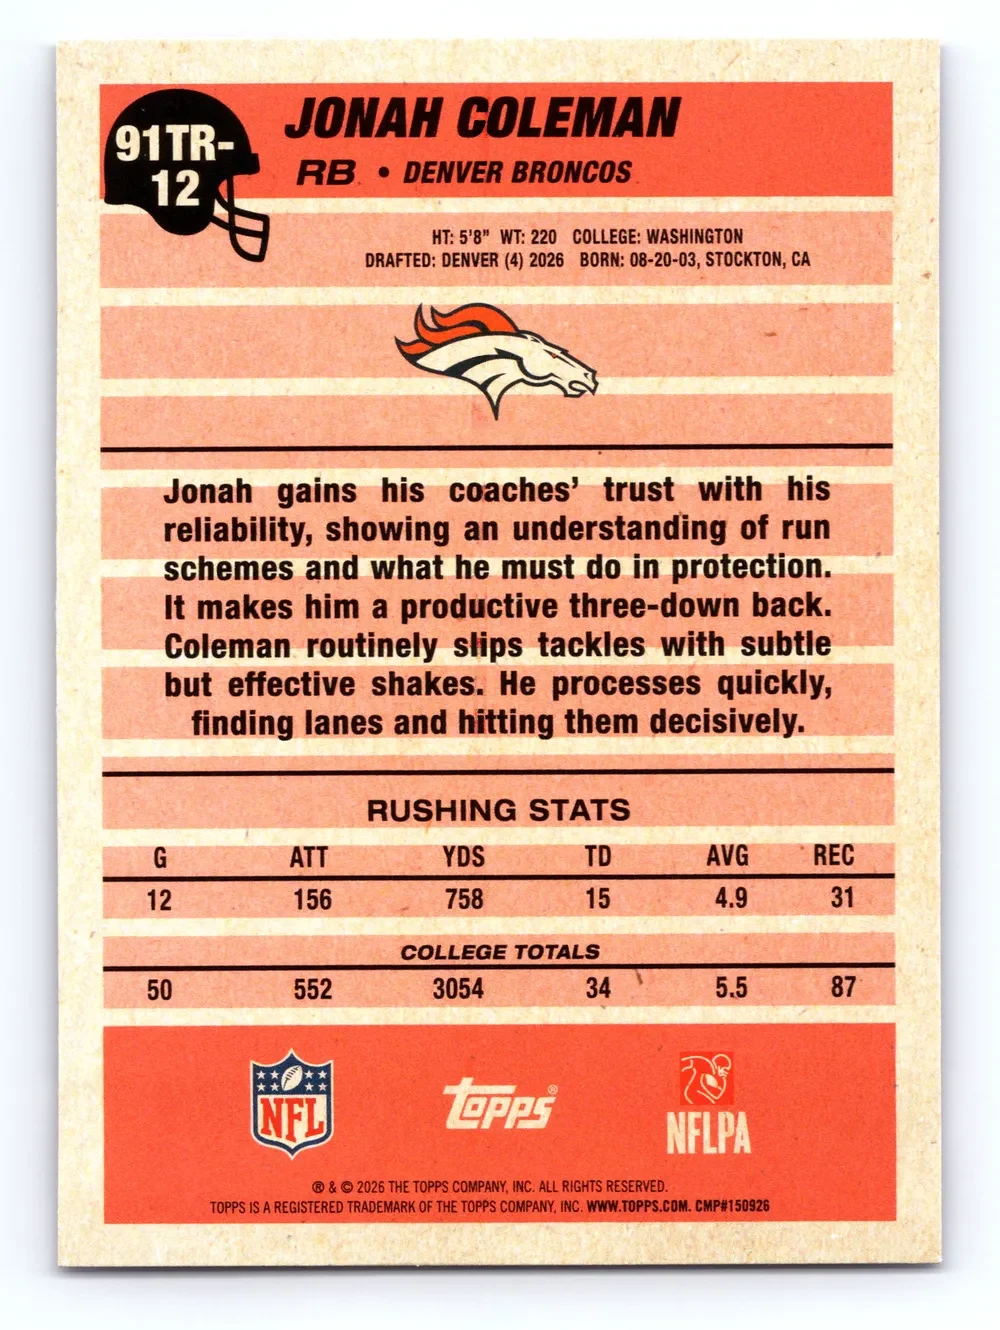 91TR-
12
JONAH COLEMAN
RB • DENVER BRONCOS
HT: 5'8" WT: 220 COLLEGE: WASHINGTON
DRAFTED: DENVER (4) 2026 BORN: 08-20-03, STOCKTON, CA
Jonah gains his coaches’ trust with his
reliability, showing an understanding of run
schemes and what he must do in protection.
It makes him a productive three-down back.
Coleman routinely slips tackles with subtle
but effective shakes. He processes quickly,
finding lanes and hitting them decisively.
RUSHING STATS
G ATT YDS TD AVG REC
12 156 758 15 4.9 31
COLLEGE TOTALS
50 552 3054 34 5.5 87
NFL
topps®
NFLPA
® & © 2026 THE TOPPS COMPANY, INC. ALL RIGHTS RESERVED.
TOPPS IS A REGISTERED TRADEMARK OF THE TOPPS COMPANY, INC. WWW.TOPPS.COM. CMP#150926